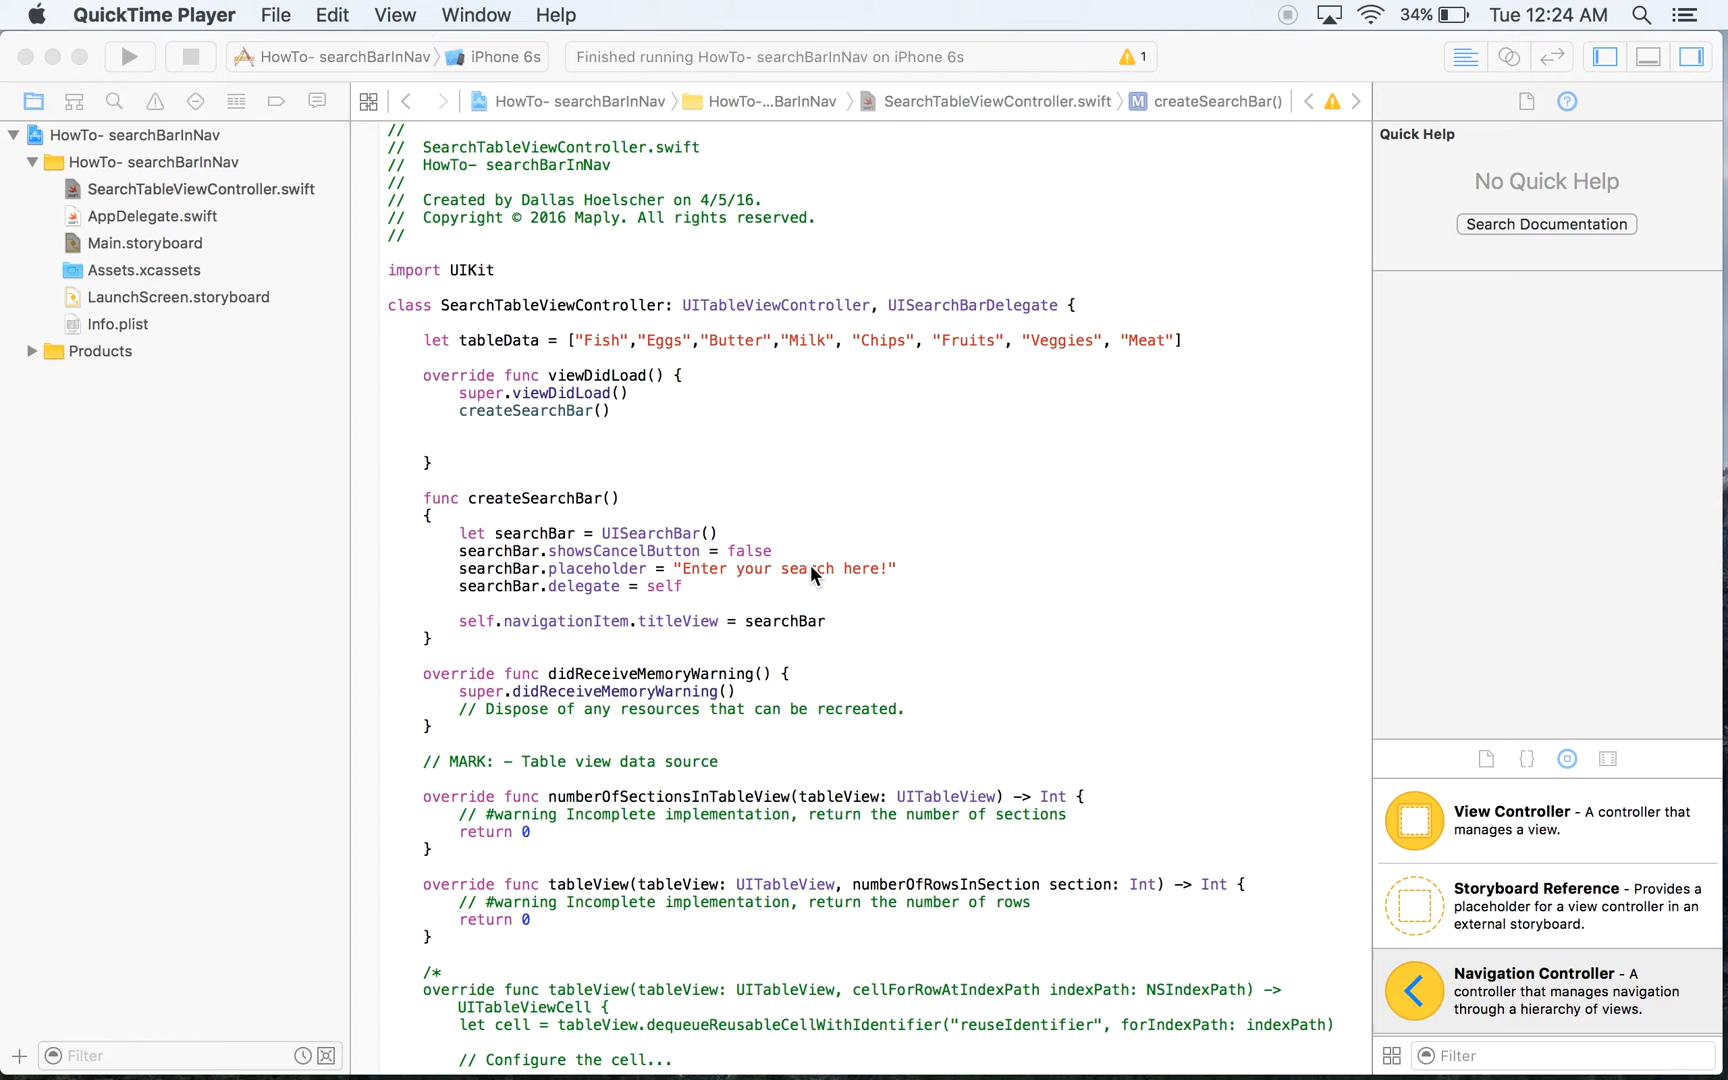 QuickTime Player File Edit View Window Help 34% Tue 12:24 AM
HowTo- searchBarInNav iPhone 6s Finished running HowTo- searchBarInNav on iPhone 6s 1
HowTo- searchBarInNav HowTo-...BarInNav SearchTableViewController.swift M createSearchBar()
HowTo- searchBarInNav
HowTo- searchBarInNav
SearchTableViewController.swift
AppDelegate.swift
Main.storyboard
Assets.xcassets
LaunchScreen.storyboard
Info.plist
Products
Filter
//
// SearchTableViewController.swift
// HowTo- searchBarInNav
//
// Created by Dallas Hoelscher on 4/5/16.
// Copyright © 2016 Maply. All rights reserved.
//
import UIKit
class SearchTableViewController: UITableViewController, UISearchBarDelegate {
let tableData = ["Fish","Eggs","Butter","Milk", "Chips", "Fruits", "Veggies", "Meat"]
override func viewDidLoad() {
super.viewDidLoad()
createSearchBar()
}
func createSearchBar()
{
let searchBar = UISearchBar()
searchBar.showsCancelButton = false
searchBar.placeholder = "Enter your search here!"
searchBar.delegate = self
self.navigationItem.titleView = searchBar
}
override func didReceiveMemoryWarning() {
super.didReceiveMemoryWarning()
// Dispose of any resources that can be recreated.
}
// MARK: - Table view data source
override func numberOfSectionsInTableView(tableView: UITableView) -> Int {
// #warning Incomplete implementation, return the number of sections
return 0
}
override func tableView(tableView: UITableView, numberOfRowsInSection section: Int) -> Int {
// #warning Incomplete implementation, return the number of rows
return 0
}
/*
override func tableView(tableView: UITableView, cellForRowAtIndexPath indexPath: NSIndexPath) ->
UITableViewCell {
let cell = tableView.dequeueReusableCellWithIdentifier("reuseIdentifier", forIndexPath: indexPath)
// Configure the cell...
Quick Help
No Quick Help
Search Documentation
{}
View Controller - A controller that
manages a view.
Storyboard Reference - Provides a
placeholder for a view controller in an
external storyboard.
Navigation Controller - A
controller that manages navigation
through a hierarchy of views.
Filter